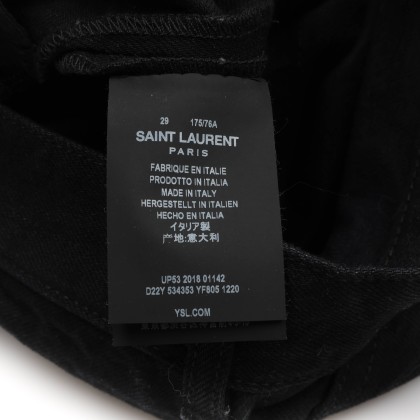 29 175/76A
SAINT LAURENT
PARIS
FABRIQUE EN ITALIE
PRODOTTO IN ITALIA
MADE IN ITALY
HERGESTELLT IN ITALIEN
HECHO EN ITALIA
イタリア製
产地:意大利
UP53 2018 01142
D22Y 534353 YF805 1220
YSL.COM